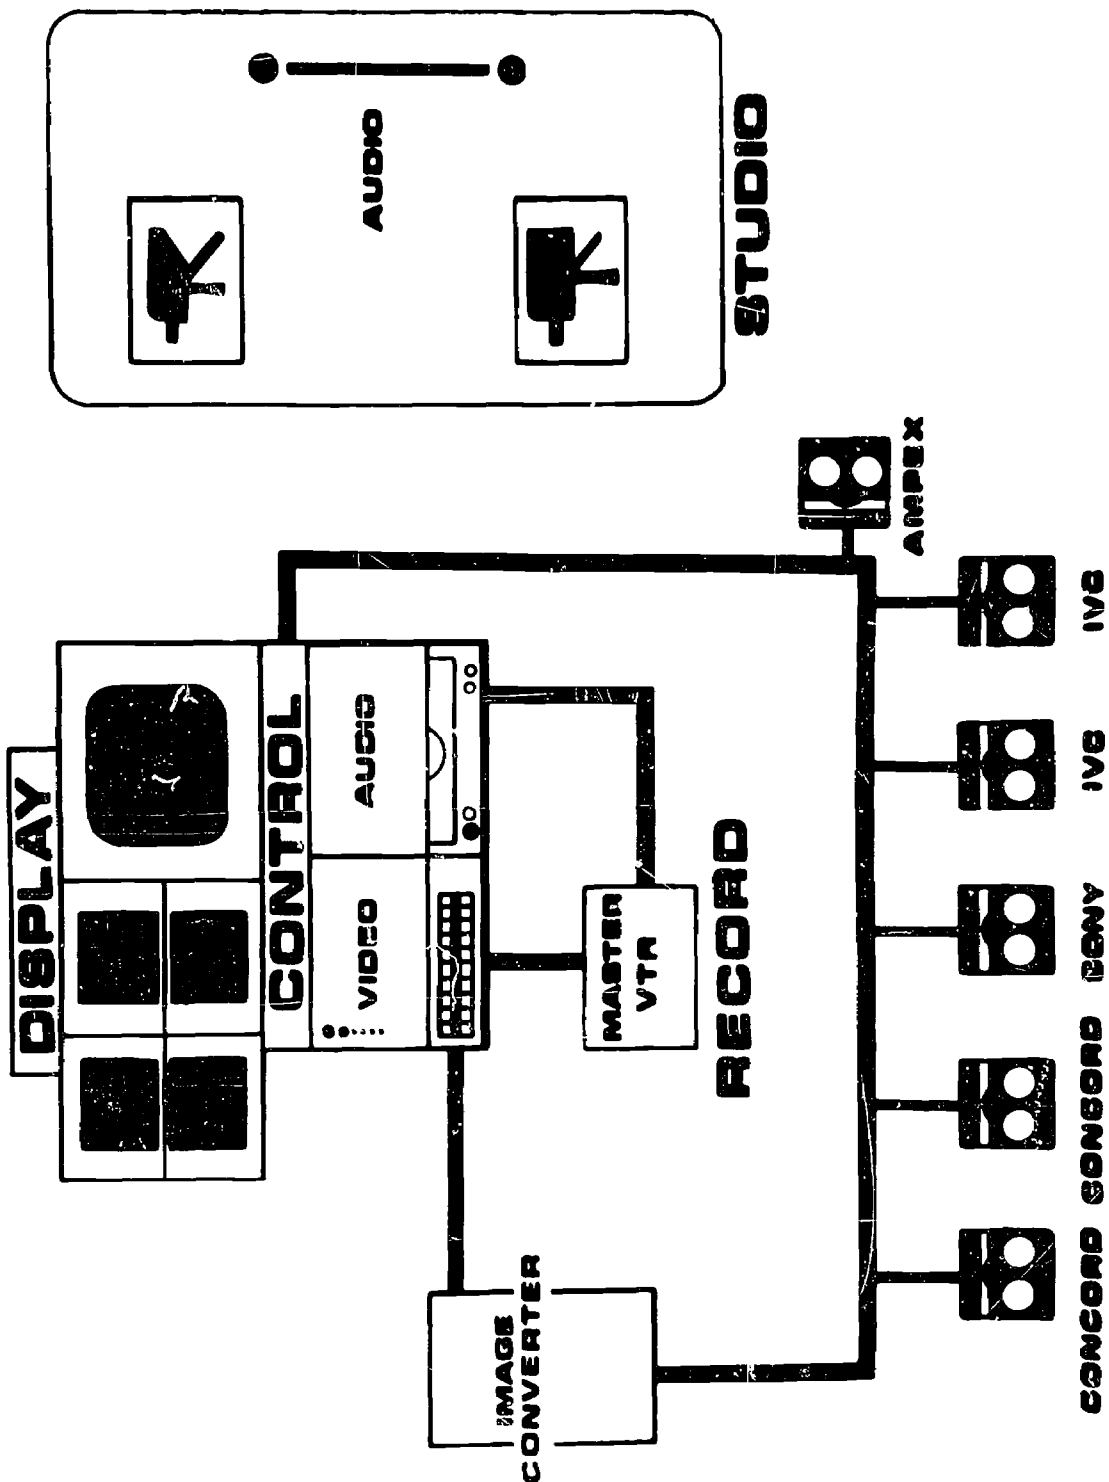 DISPLAY
CONTROL
VIDEO
AUDIO
IMAGE
CONVERTER
MASTER
VTR
RECORD
AUDIO
STUDIO
AMPEX
CONCORD
CONCORD
SONY
IVC
IVC